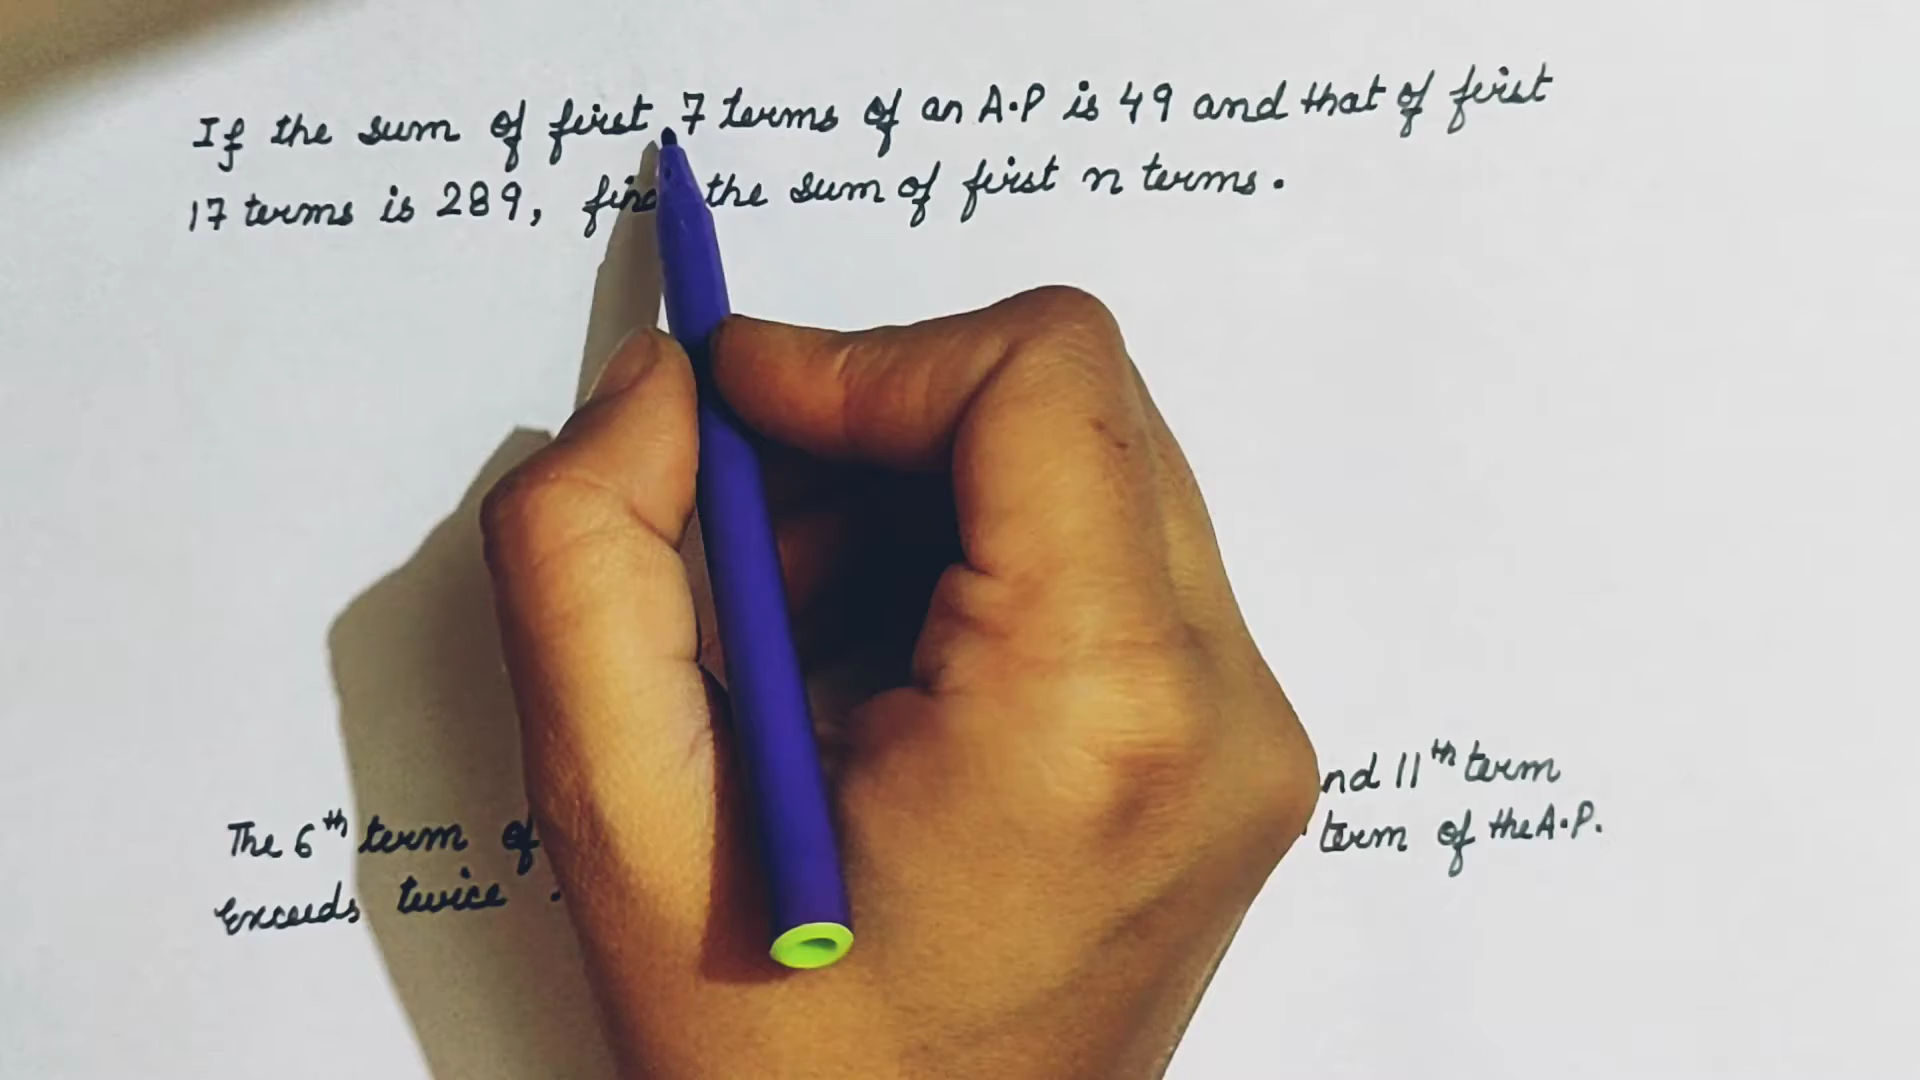 If the sum of first 7 terms of an A.P is 49 and that of first
17 terms is 289, find the sum of first n terms.
The 6th term of nd 11th term
exceeds twice term of the A.P.